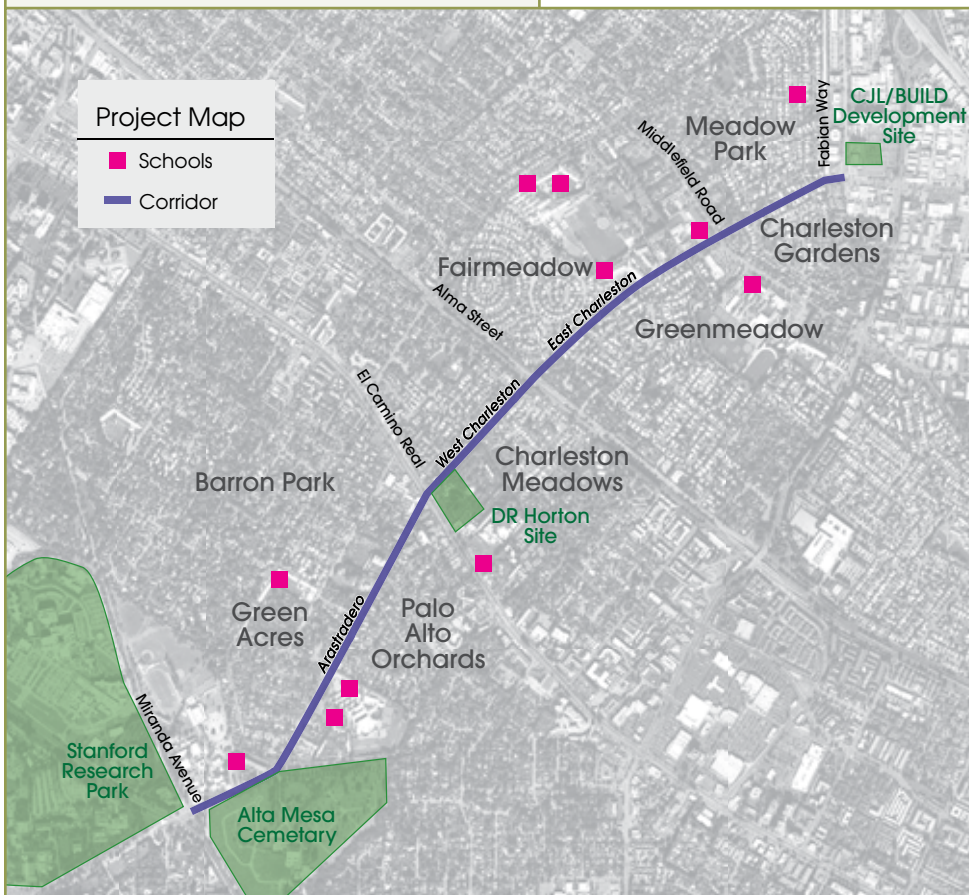 Project Map
Schools
Corridor
Fabian Way
CJL/BUILD
Development
Site
Meadow
Park
Middlefield Road
Charleston
Gardens
Fairmeadow
Alma Street
East Charleston
Greenmeadow
El Camino Real
West Charleston
Charleston
Meadows
Barron Park
DR Horton
Site
Green
Acres
Arastradero
Palo
Alto
Orchards
Miranda Avenue
Stanford
Research
Park
Alta Mesa
Cemetary